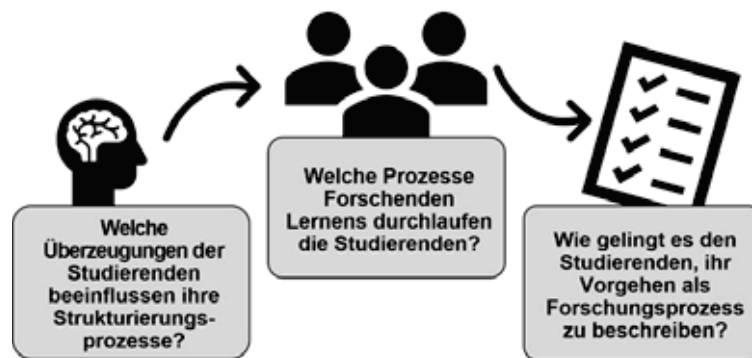 Welche
Überzeugungen der
Studierenden
beeinflussen ihre
Strukturierungs-
prozesse?
Welche Prozesse
Forschenden
Lernens durchlaufen
die Studierenden?
Wie gelingt es den
Studierenden, ihr
Vorgehen als
Forschungsprozess
zu beschreiben?